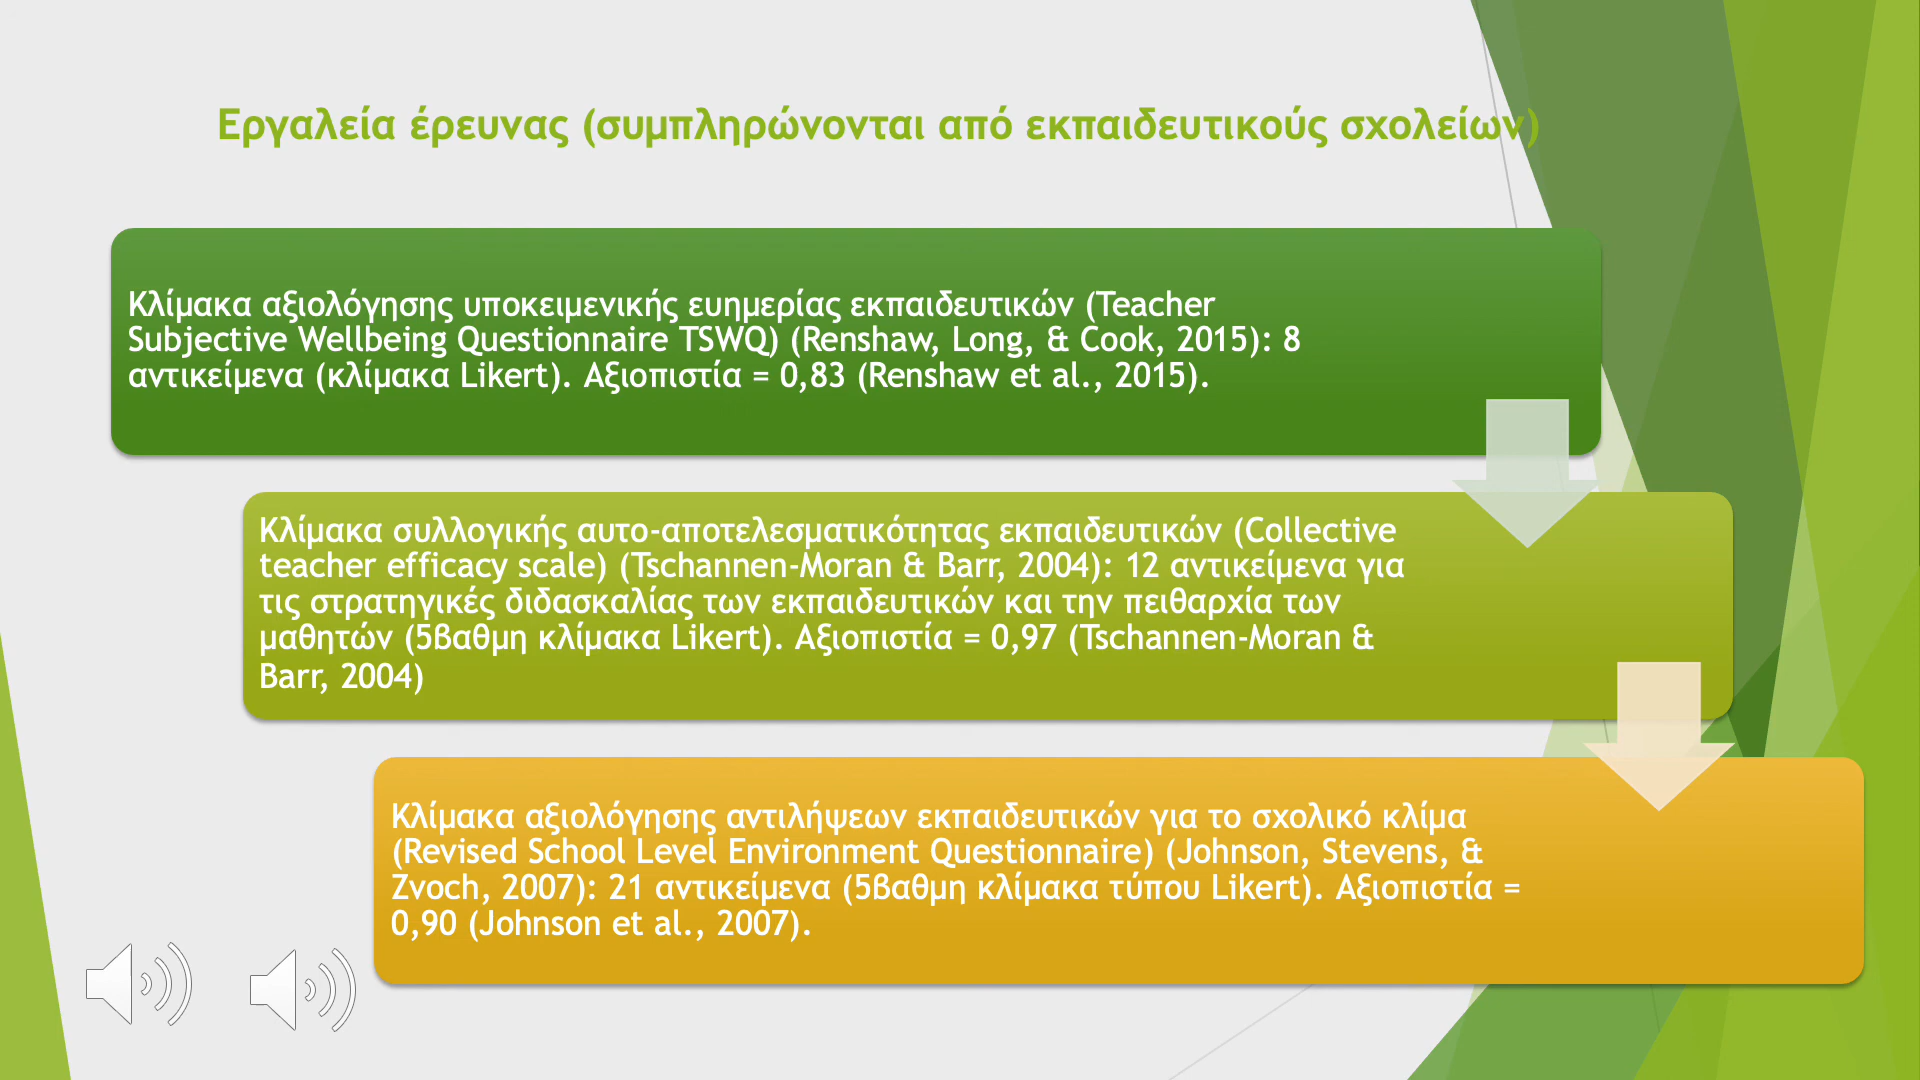 Εργαλεία έρευνας (συμπληρώνονται από εκπαιδευτικούς σχολείων)
Κλίμακα αξιολόγησης υποκειμενικής ευημερίας εκπαιδευτικών (Teacher
Subjective Wellbeing Questionnaire TSWQ) (Renshaw, Long, & Cook, 2015): 8
αντικείμενα (κλίμακα Likert). Αξιοπιστία = 0,83 (Renshaw et al., 2015).
Κλίμακα συλλογικής αυτο-αποτελεσματικότητας εκπαιδευτικών (Collective
teacher efficacy scale) (Tschannen-Moran & Barr, 2004): 12 αντικείμενα για
τις στρατηγικές διδασκαλίας των εκπαιδευτικών και την πειθαρχία των
μαθητών (5βαθμη κλίμακα Likert). Αξιοπιστία = 0,97 (Tschannen-Moran &
Barr, 2004)
Κλίμακα αξιολόγησης αντιλήψεων εκπαιδευτικών για το σχολικό κλίμα
(Revised School Level Environment Questionnaire) (Johnson, Stevens, &
Zvoch, 2007): 21 αντικείμενα (5βαθμη κλίμακα τύπου Likert). Αξιοπιστία =
0,90 (Johnson et al., 2007).